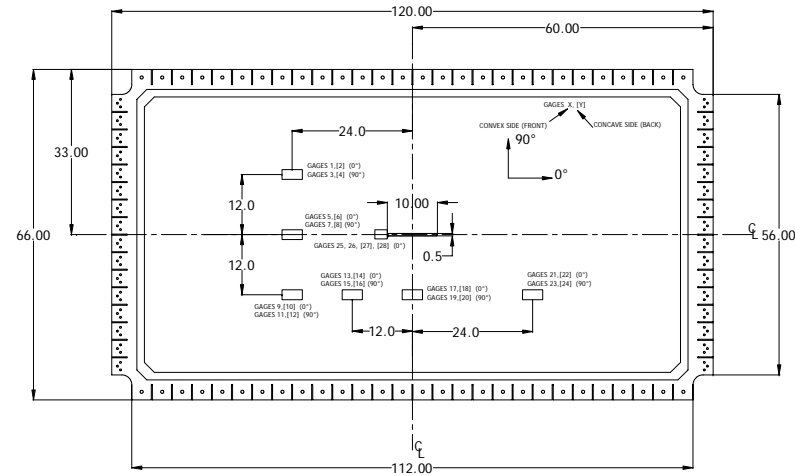 120.00
60.00
GAGES X, [Y]
CONVEX SIDE (FRONT)
CONCAVE SIDE (BACK)
24.0
90°
33.00
0°
GAGES 1,[2] (0°)
GAGES 3,[4] (90°)
12.0
10.00
GAGES 5,[6] (0°)
GAGES 7,[8] (90°)
66.00
C
L
56.00
GAGES 25, 26, [27], [28] (0°)
0.5
12.0
GAGES 13,[14] (0°)
GAGES 15,[16] (90°)
GAGES 21,[22] (0°)
GAGES 23,[24] (90°)
GAGES 17,[18] (0°)
GAGES 19,[20] (90°)
GAGES 9,[10] (0°)
GAGES 11,[12] (90°)
12.0
24.0
C
L
112.00